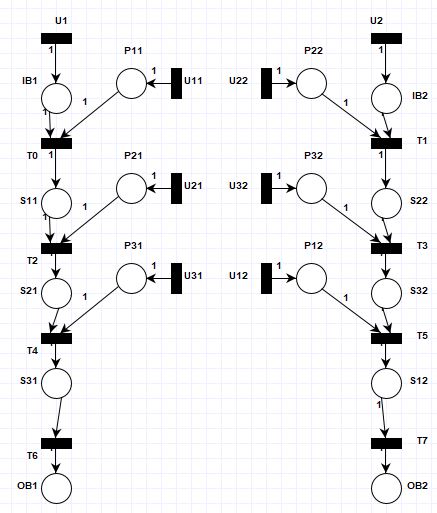 U1 U2
1 P11 P22 1
IB1 1 U11 U22 1 IB2
1 1 1 1
T0 1 1 T1
P21 P32
S11 1 U21 U32 1 S22
1 1 1
T2 T3
P31 P12
S21 1 U31 U12 1 S32
1 1
T4 T5
S31 S12
1
T6 T7
OB1 OB2